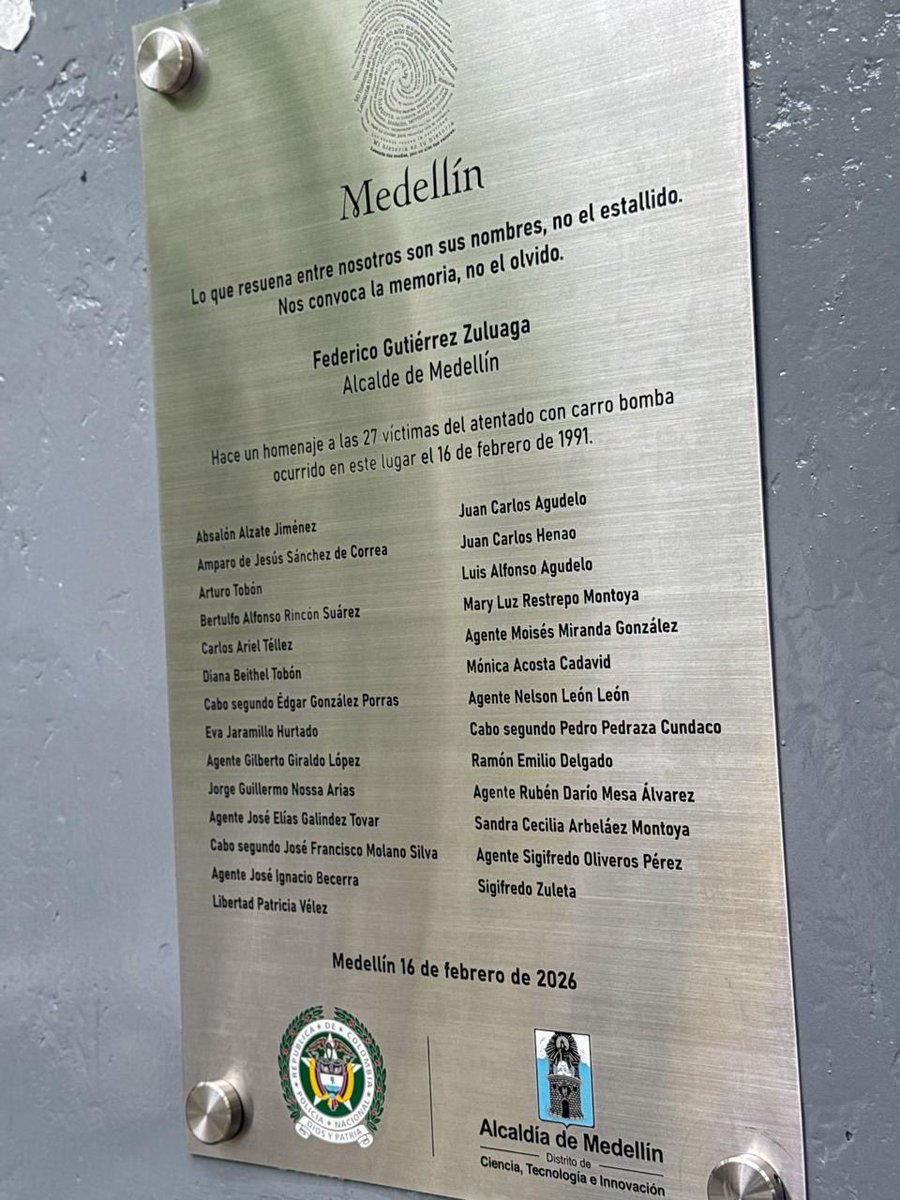 Mi historia es tu historia
Medellín
Lo que resuena entre nosotros son sus nombres, no el estallido.
Nos convoca la memoria, no el olvido.
Federico Gutiérrez Zuluaga
Alcalde de Medellín
Hace un homenaje a las 27 víctimas del atentado con carro bomba
ocurrido en este lugar el 16 de febrero de 1991.
Absalón Alzate Jiménez
Amparo de Jesús Sánchez de Correa
Arturo Tobón
Bertulfo Alfonso Rincón Suárez
Carlos Ariel Téllez
Diana Beithel Tobón
Cabo segundo Édgar González Porras
Eva Jaramillo Hurtado
Agente Gilberto Giraldo López
Jorge Guillermo Nossa Arias
Agente José Elías Galindez Tovar
Cabo segundo José Francisco Molano Silva
Agente José Ignacio Becerra
Libertad Patricia Vélez
Juan Carlos Agudelo
Juan Carlos Henao
Luis Alfonso Agudelo
Mary Luz Restrepo Montoya
Agente Moisés Miranda González
Mónica Acosta Cadavid
Agente Nelson León León
Cabo segundo Pedro Pedraza Cundaco
Ramón Emilio Delgado
Agente Rubén Darío Mesa Álvarez
Sandra Cecilia Arbeláez Montoya
Agente Sigifredo Oliveros Pérez
Sigifredo Zuleta
Medellín 16 de febrero de 2026
REPUBLICA DE COLOMBIA
POLICIA NACIONAL
DIOS Y PATRIA
Alcaldía de Medellín
Distrito de
Ciencia, Tecnología e Innovación